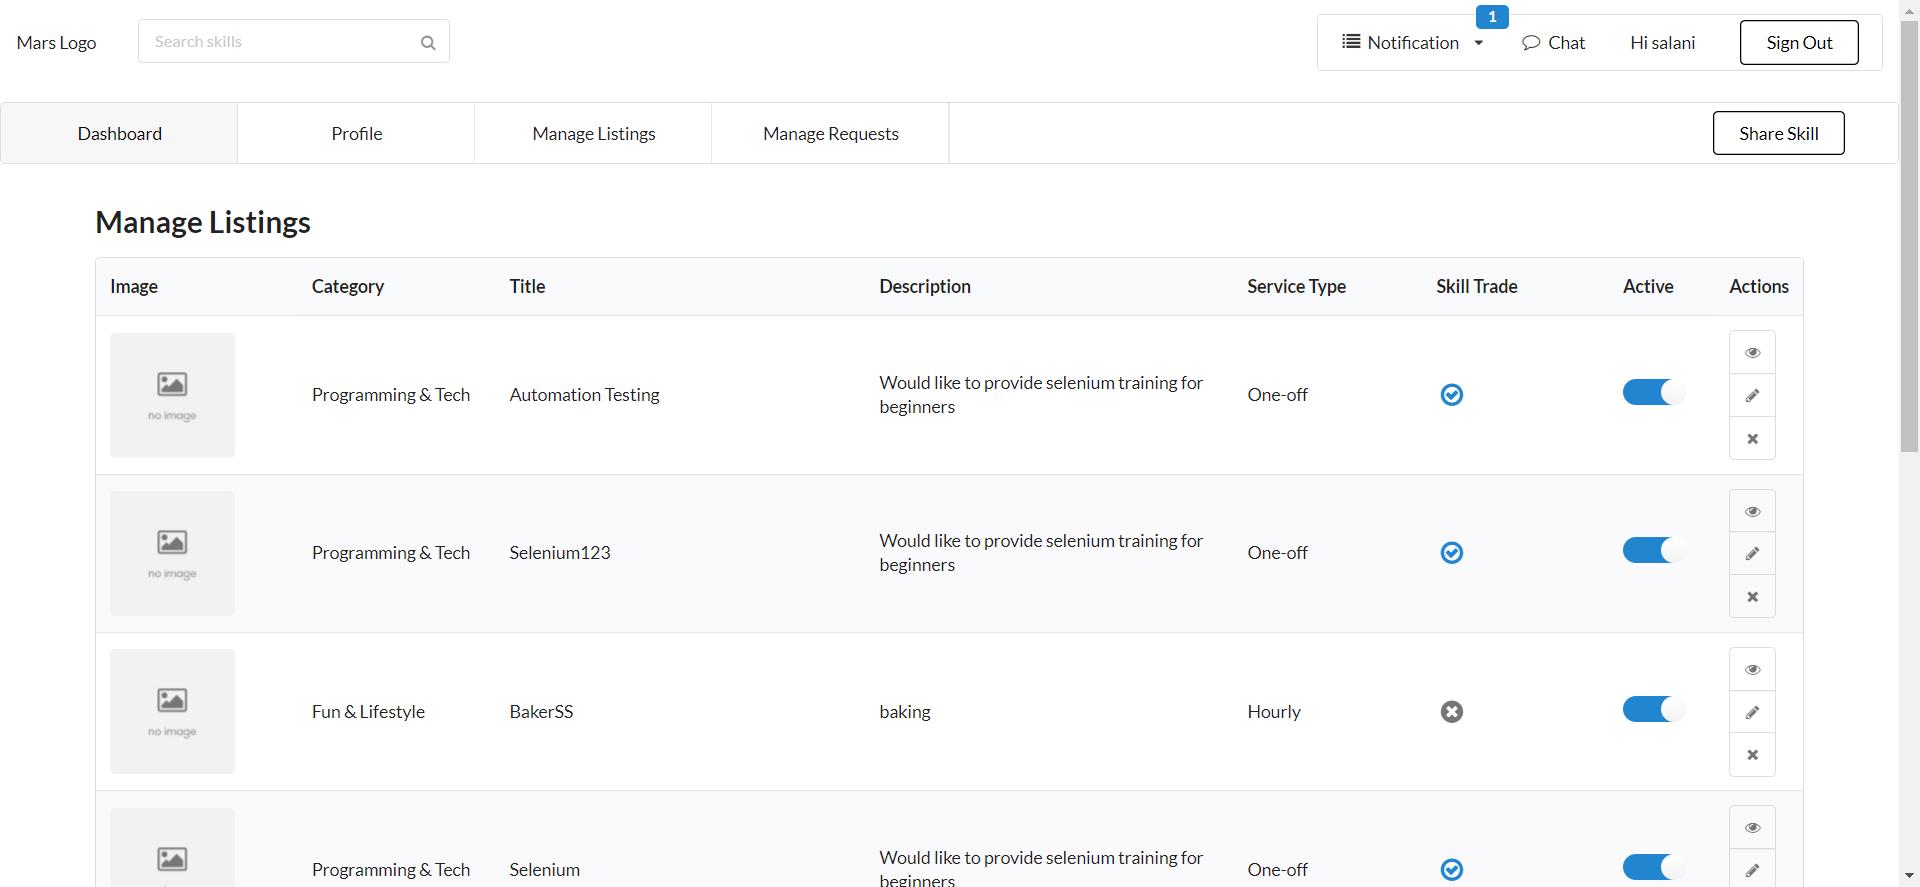 Mars Logo
Search skills
Notification
1
Chat
Hi salani
Sign Out
Dashboard
Profile
Manage Listings
Manage Requests
Share Skill
Manage Listings
Image Category Title Description Service Type Skill Trade Active Actions
no image
Programming & Tech
Automation Testing
Would like to provide selenium training for
beginners
One-off
no image
Programming & Tech
Selenium123
Would like to provide selenium training for
beginners
One-off
no image
Fun & Lifestyle
BakerSS
baking
Hourly
Programming & Tech
Selenium
Would like to provide selenium training for
beginners
One-off